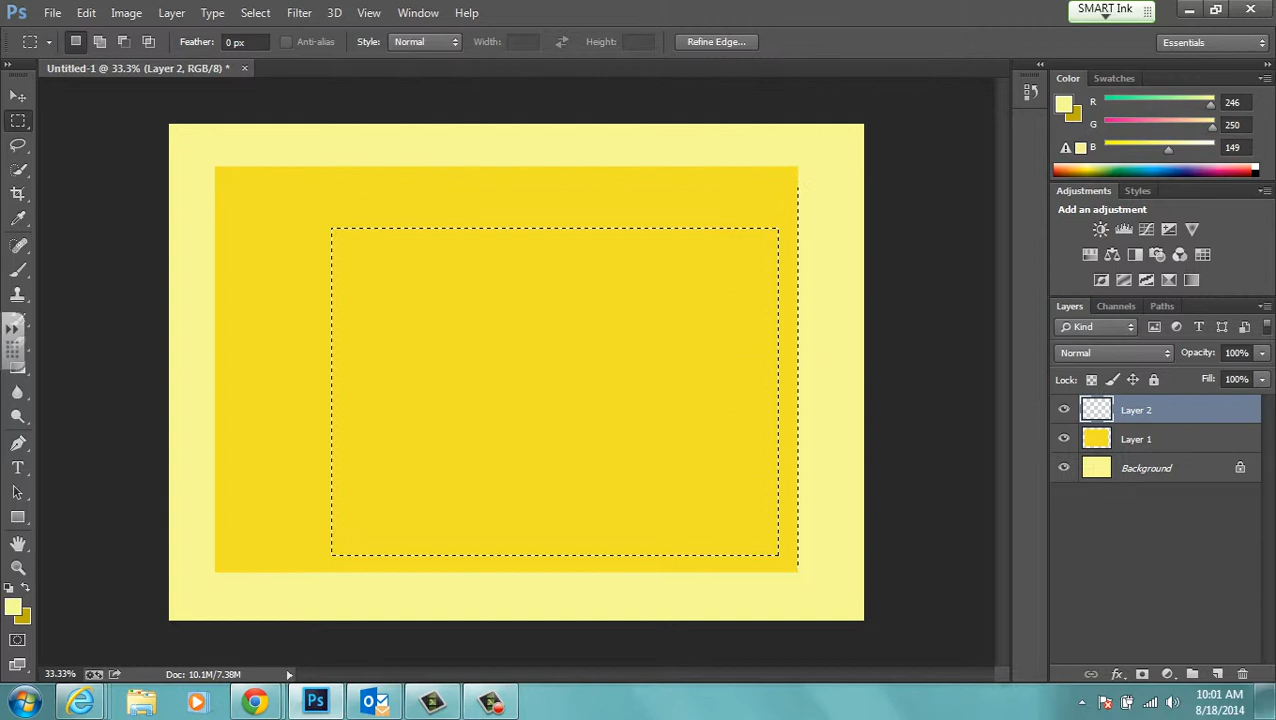 Ps File Edit Image Layer Type Select Filter 3D View Window Help
SMART Ink
Feather: 0 px Anti-alias Style: Normal Width: Height: Refine Edge... Essentials
Untitled-1 @ 33.3% (Layer 2, RGB/8) * ×
Color Swatches
R 246
G 250
B 149
Adjustments Styles
Add an adjustment
Layers Channels Paths
Kind
Normal Opacity: 100%
Lock: Fill: 100%
Layer 2
Layer 1
Background
33.33% Doc: 10.1M/7.38M
fx
Ps
10:01 AM
8/18/2014